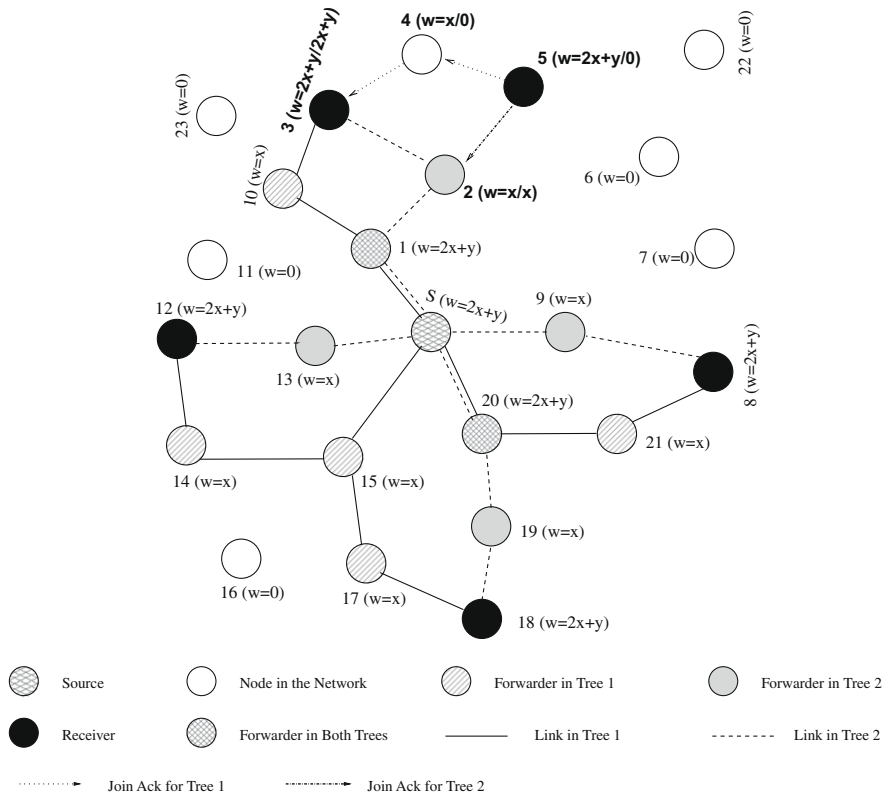 4 (w=x/0)
5 (w=2x+y/0)
22 (w=0)
3 (w=2x+y/2x+y)
23 (w=0)
10 (w=x)
2 (w=x/x)
6 (w=0)
1 (w=2x+y)
7 (w=0)
11 (w=0)
S (w=2x+y)
9 (w=x)
12 (w=2x+y)
13 (w=x)
8 (w=2x+y)
20 (w=2x+y)
21 (w=x)
14 (w=x)
15 (w=x)
19 (w=x)
16 (w=0)
17 (w=x)
18 (w=2x+y)
Source
Node in the Network
Forwarder in Tree 1
Forwarder in Tree 2
Receiver
Forwarder in Both Trees
Link in Tree 1
Link in Tree 2
Join Ack for Tree 1
Join Ack for Tree 2